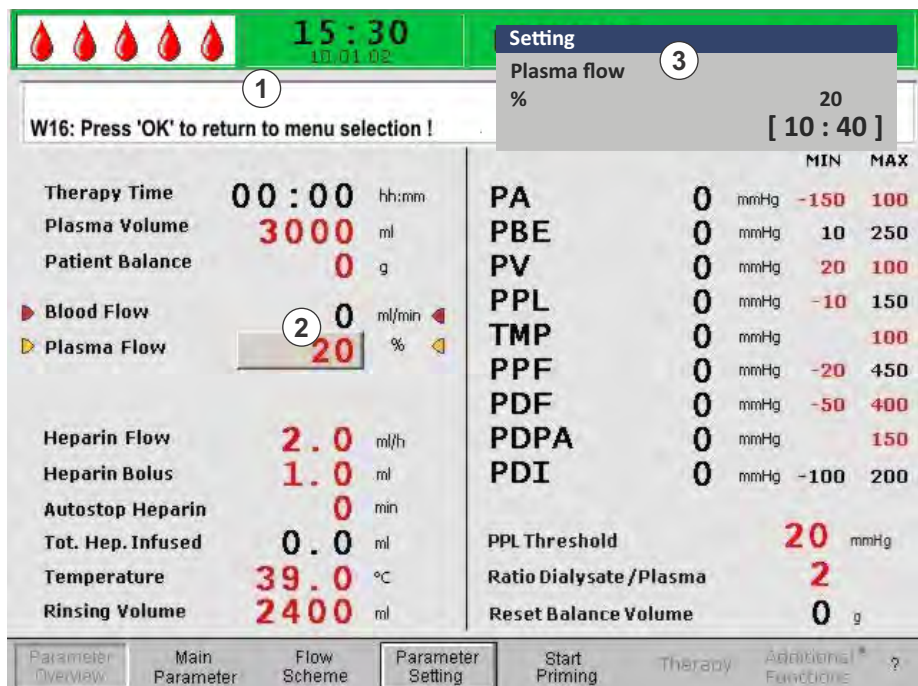 15:30
10.01.02
Setting
Plasma flow
3
% 20
[ 10 : 40 ]
1
W16: Press 'OK' to return to menu selection !
MIN MAX
Therapy Time 00:00 hh:mm
Plasma Volume 3000 ml
Patient Balance 0 g
Blood Flow 0 ml/min
2
Plasma Flow 20 %
Heparin Flow 2.0 ml/h
Heparin Bolus 1.0 ml
Autostop Heparin 0 min
Tot. Hep. Infused 0.0 ml
Temperature 39.0 °C
Rinsing Volume 2400 ml
PA 0 mmHg -150 100
PBE 0 mmHg 10 250
PV 0 mmHg 20 100
PPL 0 mmHg -10 150
TMP 0 mmHg 100
PPF 0 mmHg -20 450
PDF 0 mmHg -50 400
PDPA 0 mmHg 150
PDI 0 mmHg -100 200
PPL Threshold 20 mmHg
Ratio Dialysate/Plasma 2
Reset Balance Volume 0 g
Parameter Overview
Main Parameter
Flow Scheme
Parameter Setting
Start Priming
Therapy
Additional * Functions
?